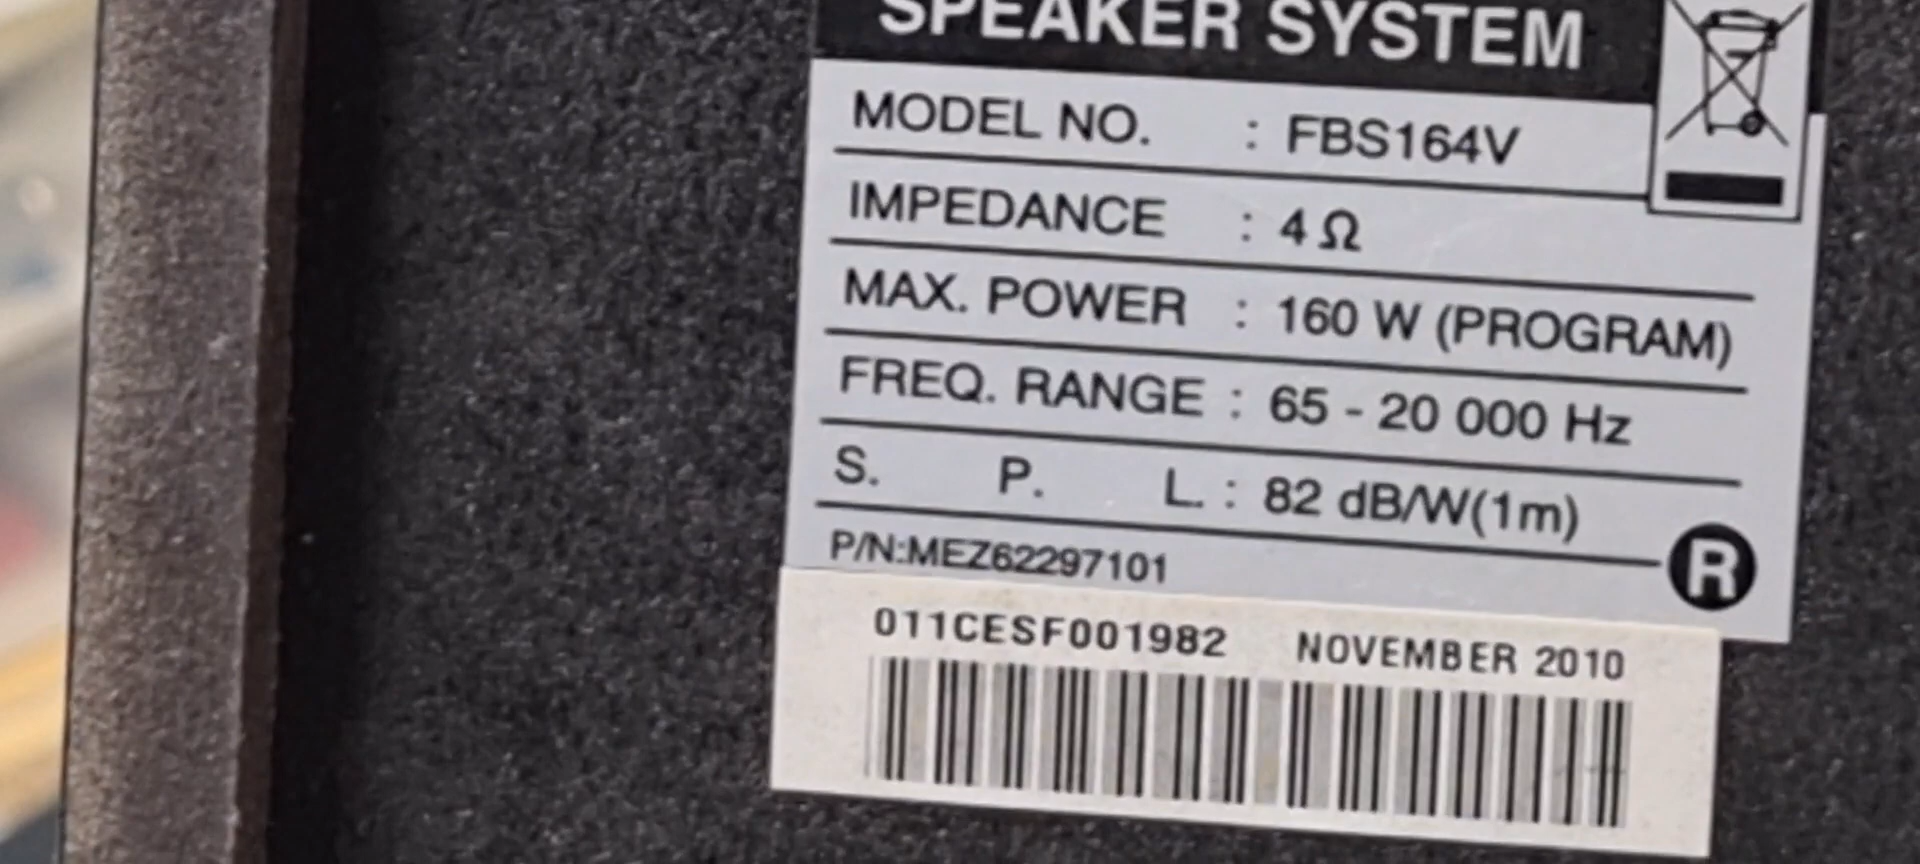 SPEAKER SYSTEM
MODEL NO. : FBS164V
IMPEDANCE : 4 Ω
MAX. POWER : 160 W (PROGRAM)
FREQ. RANGE : 65 - 20 000 Hz
S. P. L. : 82 dB/W(1m)
P/N:MEZ62297101
R
011CESF001982 NOVEMBER 2010